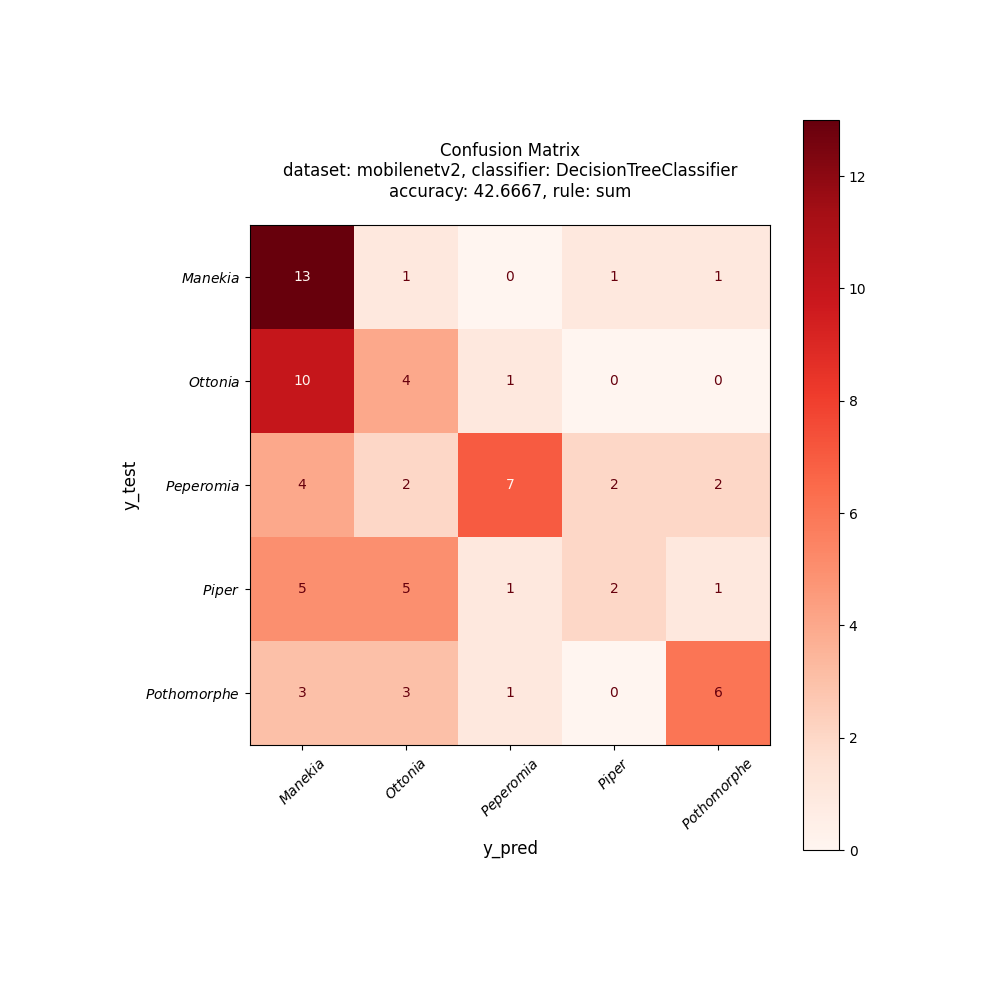 Confusion Matrix
dataset: mobilenetv2, classifier: DecisionTreeClassifier
accuracy: 42.6667, rule: sum
Manekia 13 1 0 1 1
Ottonia 10 4 1 0 0
Peperomia 4 2 7 2 2
Piper 5 5 1 2 1
Pothomorphe 3 3 1 0 6
y_test
Manekia Ottonia Peperomia Piper Pothomorphe
y_pred
12
10
8
6
4
2
0